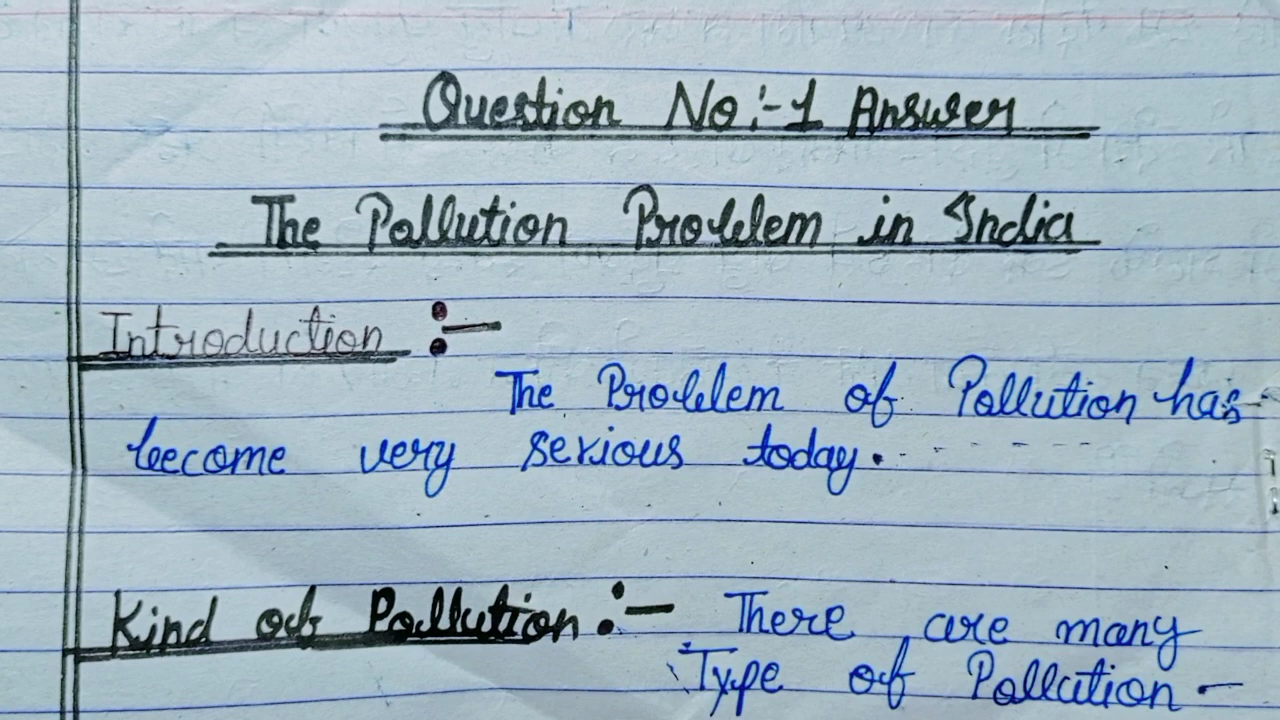 Question No:-1 Answer
The Pollution Problem in India
Introduction :-
The Problem of Pollution has
become very serious today. - - - - - -
Kind of Pollution :- There are many
Type of Pollution -